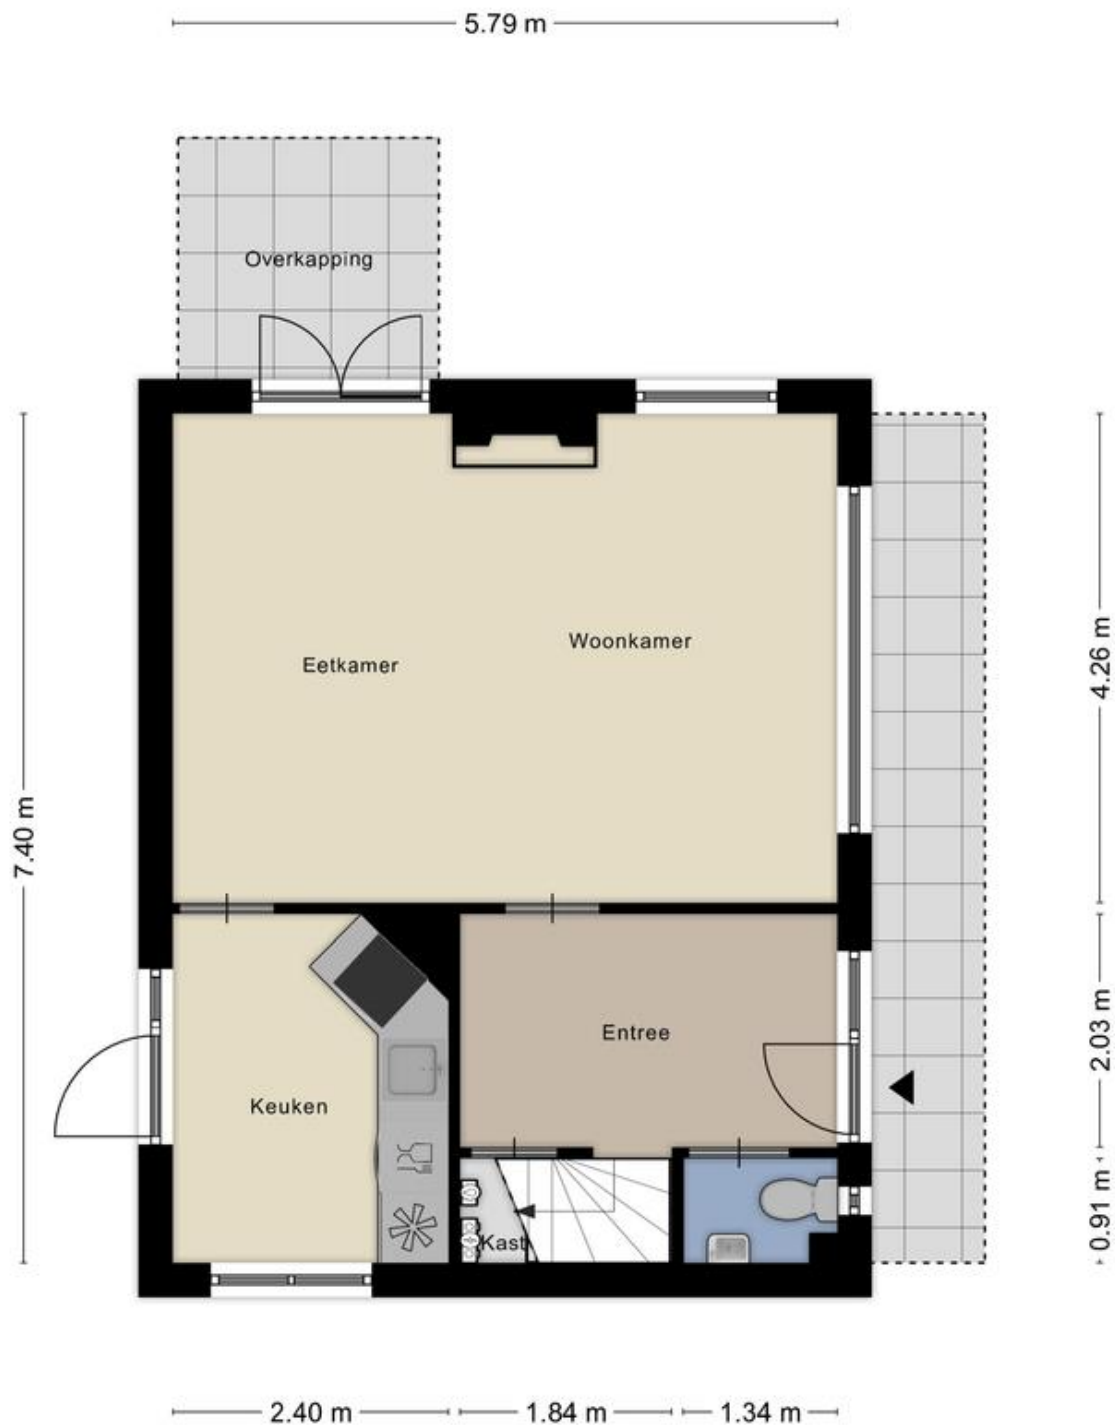 5.79 m
Overkapping
Woonkamer
Eetkamer
4.26 m
7.40 m
Entree
2.03 m
Keuken
0.91 m
Kast
2.40 m
1.84 m
1.34 m